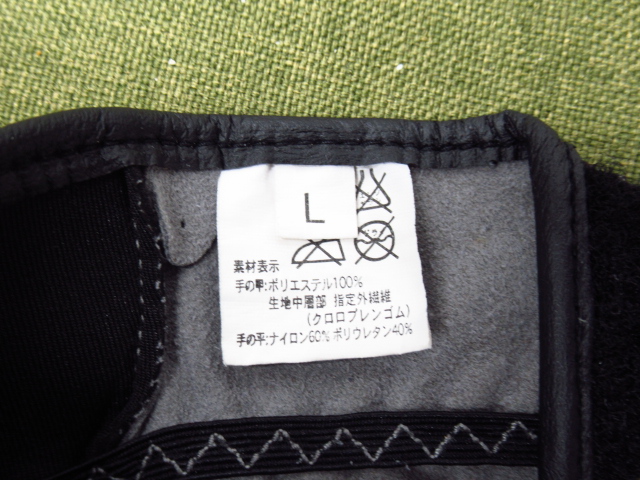 L
素材表示
手の甲:ポリエステル100%
生地中層部 指定外繊維
(クロロプレンゴム)
手の平:ナイロン60% ポリウレタン40%